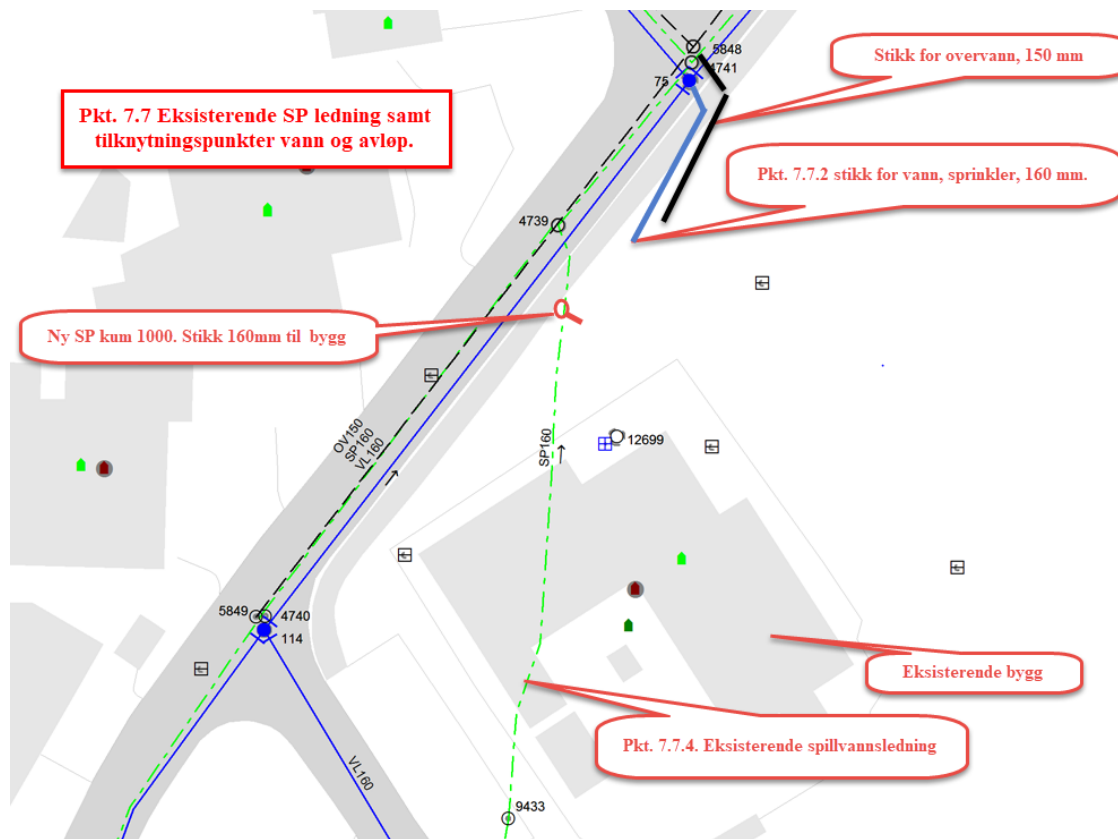 5848
Stikk for overvann, 150 mm
4741
75
Pkt. 7.7 Eksisterende SP ledning samt
tilknytningspunkter vann og avløp.
Pkt. 7.7.2 stikk for vann, sprinkler, 160 mm.
4739
Ny SP kum 1000. Stikk 160mm til bygg
OV150
SP160
VL160
SP160
12699
5849
4740
114
Eksisterende bygg
Pkt. 7.7.4. Eksisterende spillvannsledning
VL160
9433